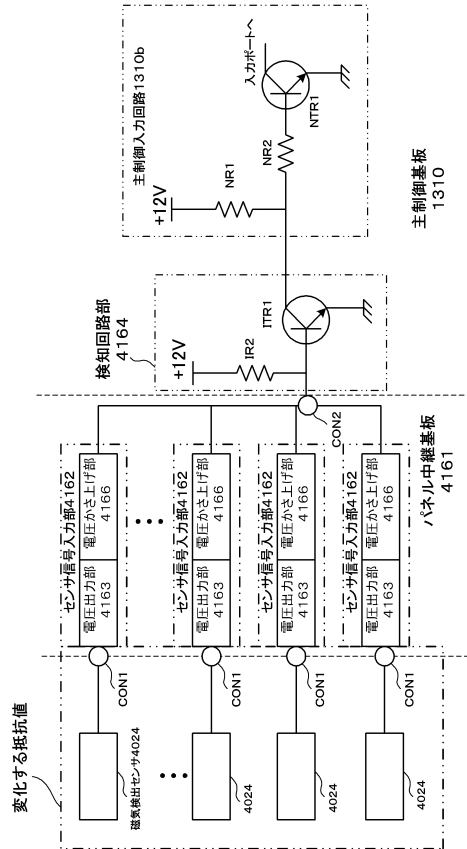 変化する抵抗値
磁気検出センサ4024
4024
4024
4024
CON1
CON1
CON1
CON1
センサ信号入力部4162
電圧出力部
4163
電圧かさ上げ部
4166
センサ信号入力部4162
電圧出力部
4163
電圧かさ上げ部
4166
センサ信号入力部4162
電圧出力部
4163
電圧かさ上げ部
4166
センサ信号入力部4162
電圧出力部
4163
電圧かさ上げ部
4166
パネル中継基板
4161
CON2
検知回路部
4164
+12V
IR2
ITR1
主制御入力回路1310b
+12V
NR1
NR2
NTR1
入力ポートへ
主制御基板
1310